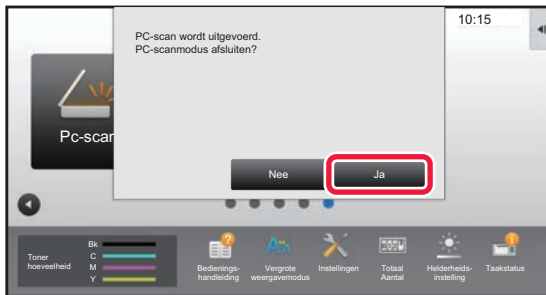 10:15
PC-scan wordt uitgevoerd.
PC-scanmodus afsluiten?
Pc-scan
Nee
Ja
Toner
hoeveelheid
Bk
C
M
Y
Bedienings-
handleiding
Vergrote
weergavemodus
Instellingen
Totaal
Aantal
Helderheids-
instelling
Taakstatus